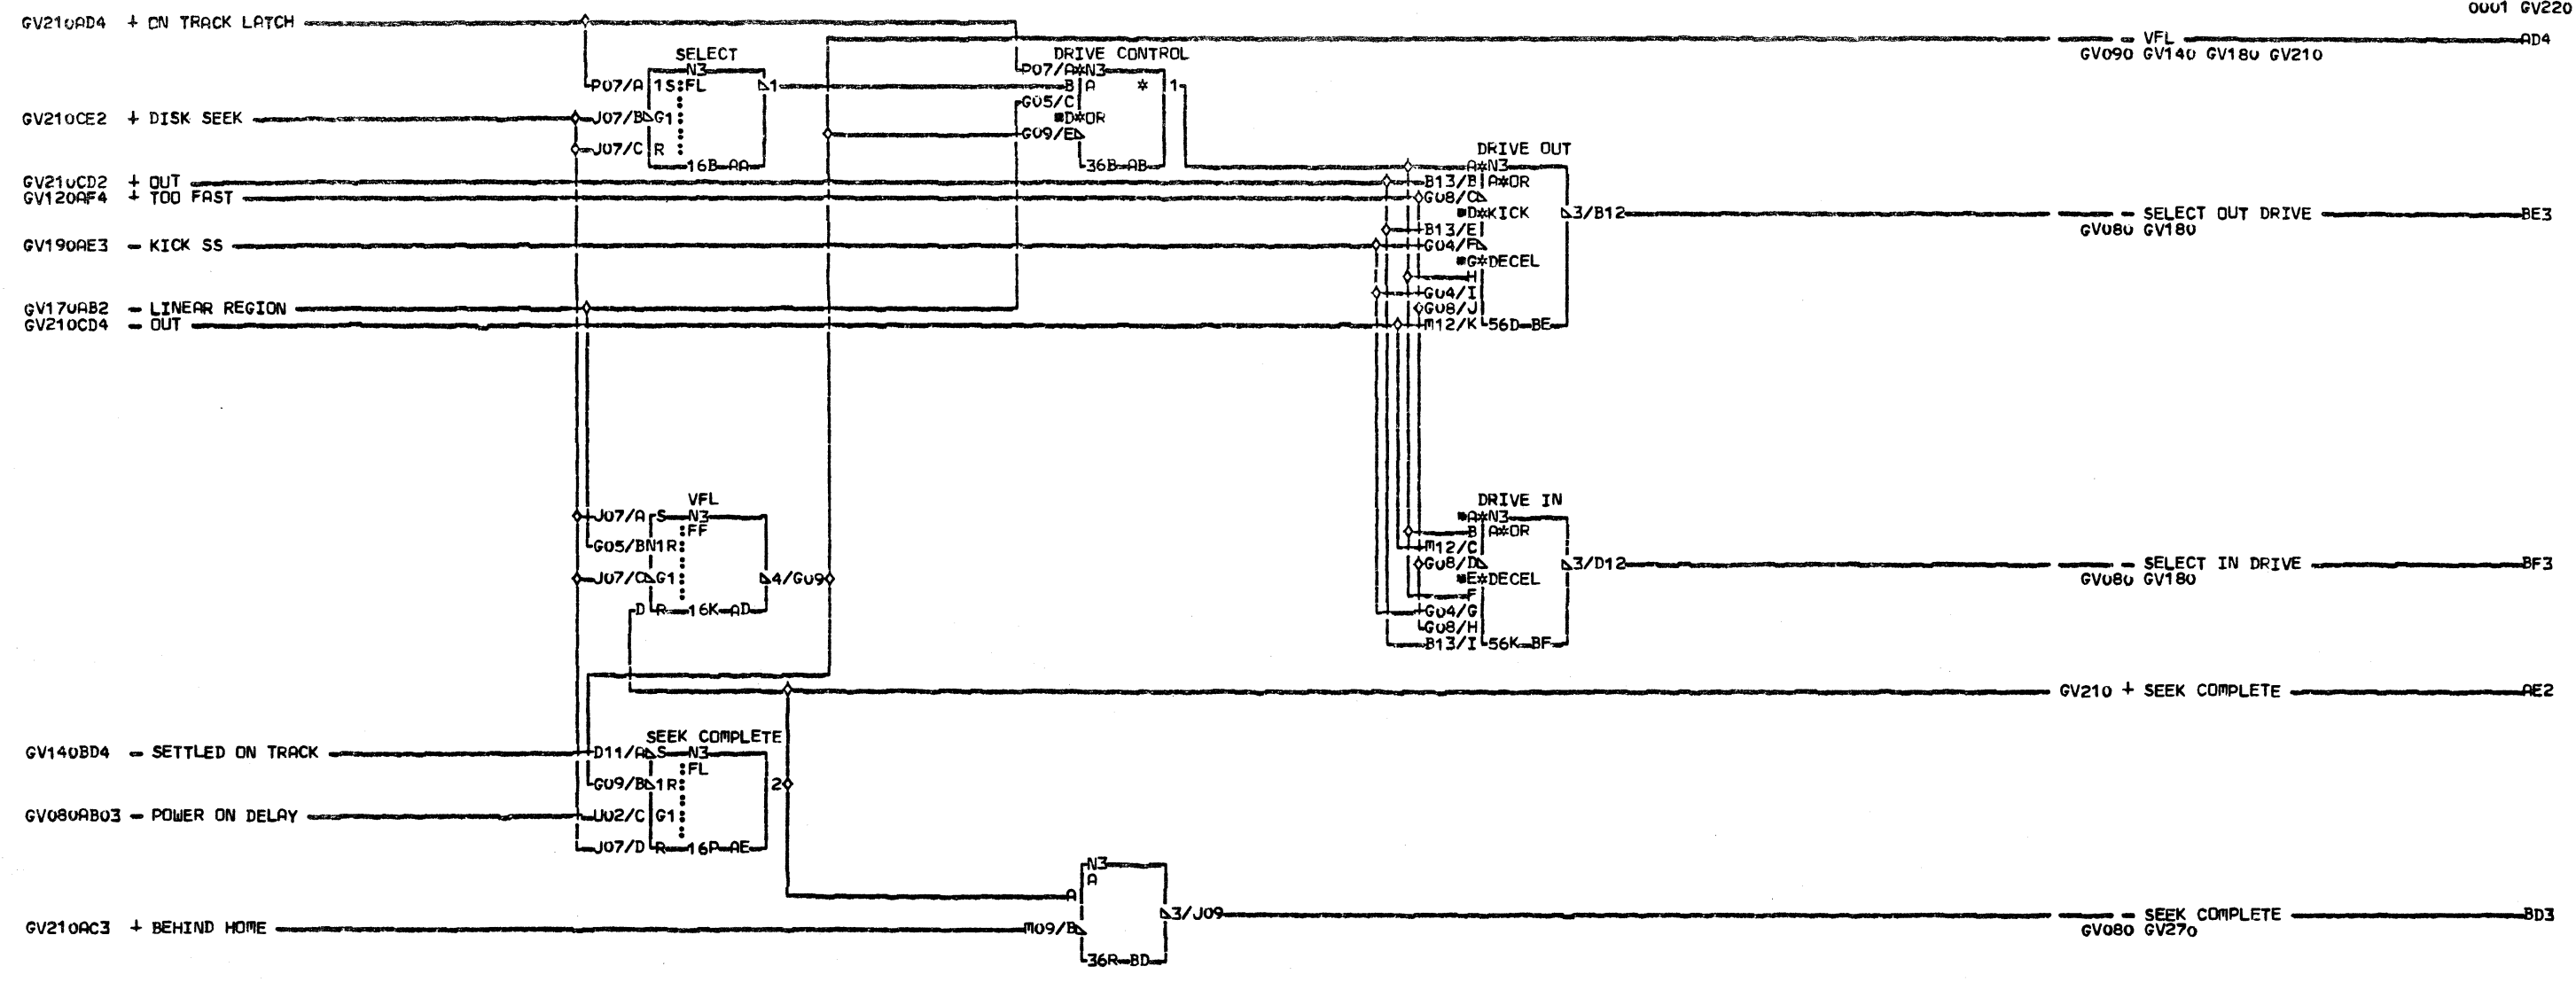 0001 GV220
GV210AD4 + ON TRACK LATCH
- VFL AD4
GV090 GV140 GV180 GV210
SELECT
N3
P07/A 1S FL 1
GV210CE2 + DISK SEEK
J07/B G1
J07/C R
16B AA
DRIVE CONTROL
P07/A*N3
B A * 1
G05/C
*D*OR
G09/E
36B AB
GV210CD2 + OUT
GV120AF4 + TOO FAST
GV190AE3 - KICK SS
GV170AB2 - LINEAR REGION
GV210CD4 - OUT
DRIVE OUT
A*N3
B13/B A*OR
G08/C
*D*KICK 3/B12
B13/E
G04/F
*G*DECEL
H
G04/I
G08/J
M12/K 56D BE
- SELECT OUT DRIVE BE3
GV080 GV180
VFL
J07/A S N3
FF
G05/B N1R
J07/C G1 4/G09
D R 16K AD
DRIVE IN
*A*N3
B A*OR
M12/C
G08/D 3/D12
*E*DECEL
F
G04/G
G08/H
B13/I 56K BF
- SELECT IN DRIVE BF3
GV080 GV180
GV210 + SEEK COMPLETE AE2
SEEK COMPLETE
GV140BD4 - SETTLED ON TRACK
D11/A S N3
FL
G09/B 1R 2
GV080AB03 - POWER ON DELAY
U02/C G1
J07/D R 16P AE
N3
A
A
3/J09
- SEEK COMPLETE BD3
GV080 GV270
GV210AC3 + BEHIND HOME
M09/B
36R BD